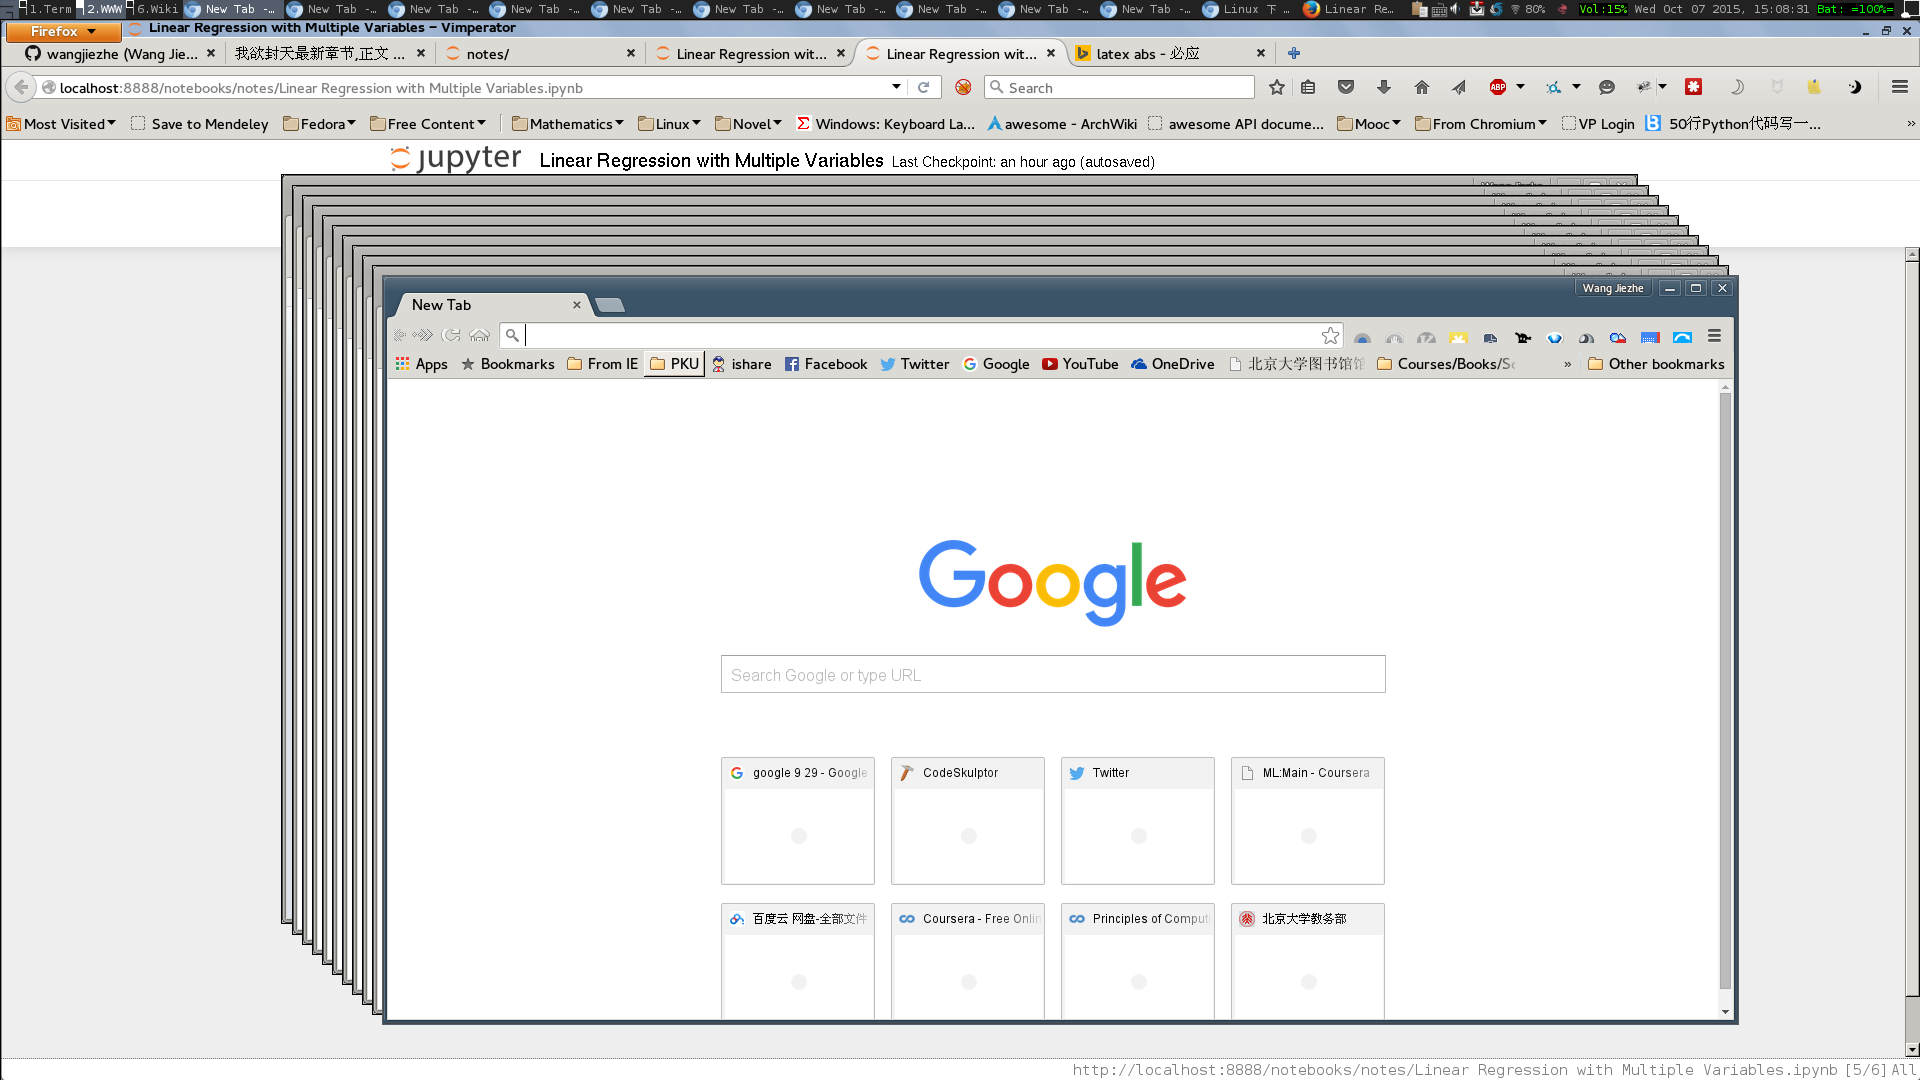 1.Term 2.WWW 6.Wiki New Tab -… New Tab -… New Tab -… New Tab -… New Tab -… New Tab -… New Tab -… New Tab -… New Tab -… New Tab -… Linux 下 … Linear Re… 80% Vol:15% Wed Oct 07 2015, 15:08:31 Bat: =100%=
Firefox Linear Regression with Multiple Variables - Vimperator
wangjiezhe (Wang Jie... 我欲封天最新章节,正文 ... notes/ Linear Regression wit... Linear Regression wit... latex abs - 必应
localhost:8888/notebooks/notes/Linear Regression with Multiple Variables.ipynb Search ABP
Most Visited Save to Mendeley Fedora Free Content Mathematics Linux Novel Windows: Keyboard La... awesome - ArchWiki awesome API docume... Mooc From Chromium VP Login 50行Python代码写一... »
jupyter Linear Regression with Multiple Variables Last Checkpoint: an hour ago (autosaved)
Wang Jiezhe
New Tab
Apps Bookmarks From IE PKU ishare Facebook Twitter Google YouTube OneDrive 北京大学图书馆 Courses/Books/Sc » Other bookmarks
Google
Search Google or type URL
google 9 29 - Google CodeSkulptor Twitter ML:Main - Coursera
百度云 网盘-全部文件 Coursera - Free Onlin Principles of Comput 北京大学教务部
http://localhost:8888/notebooks/notes/Linear Regression with Multiple Variables.ipynb [5/6] All